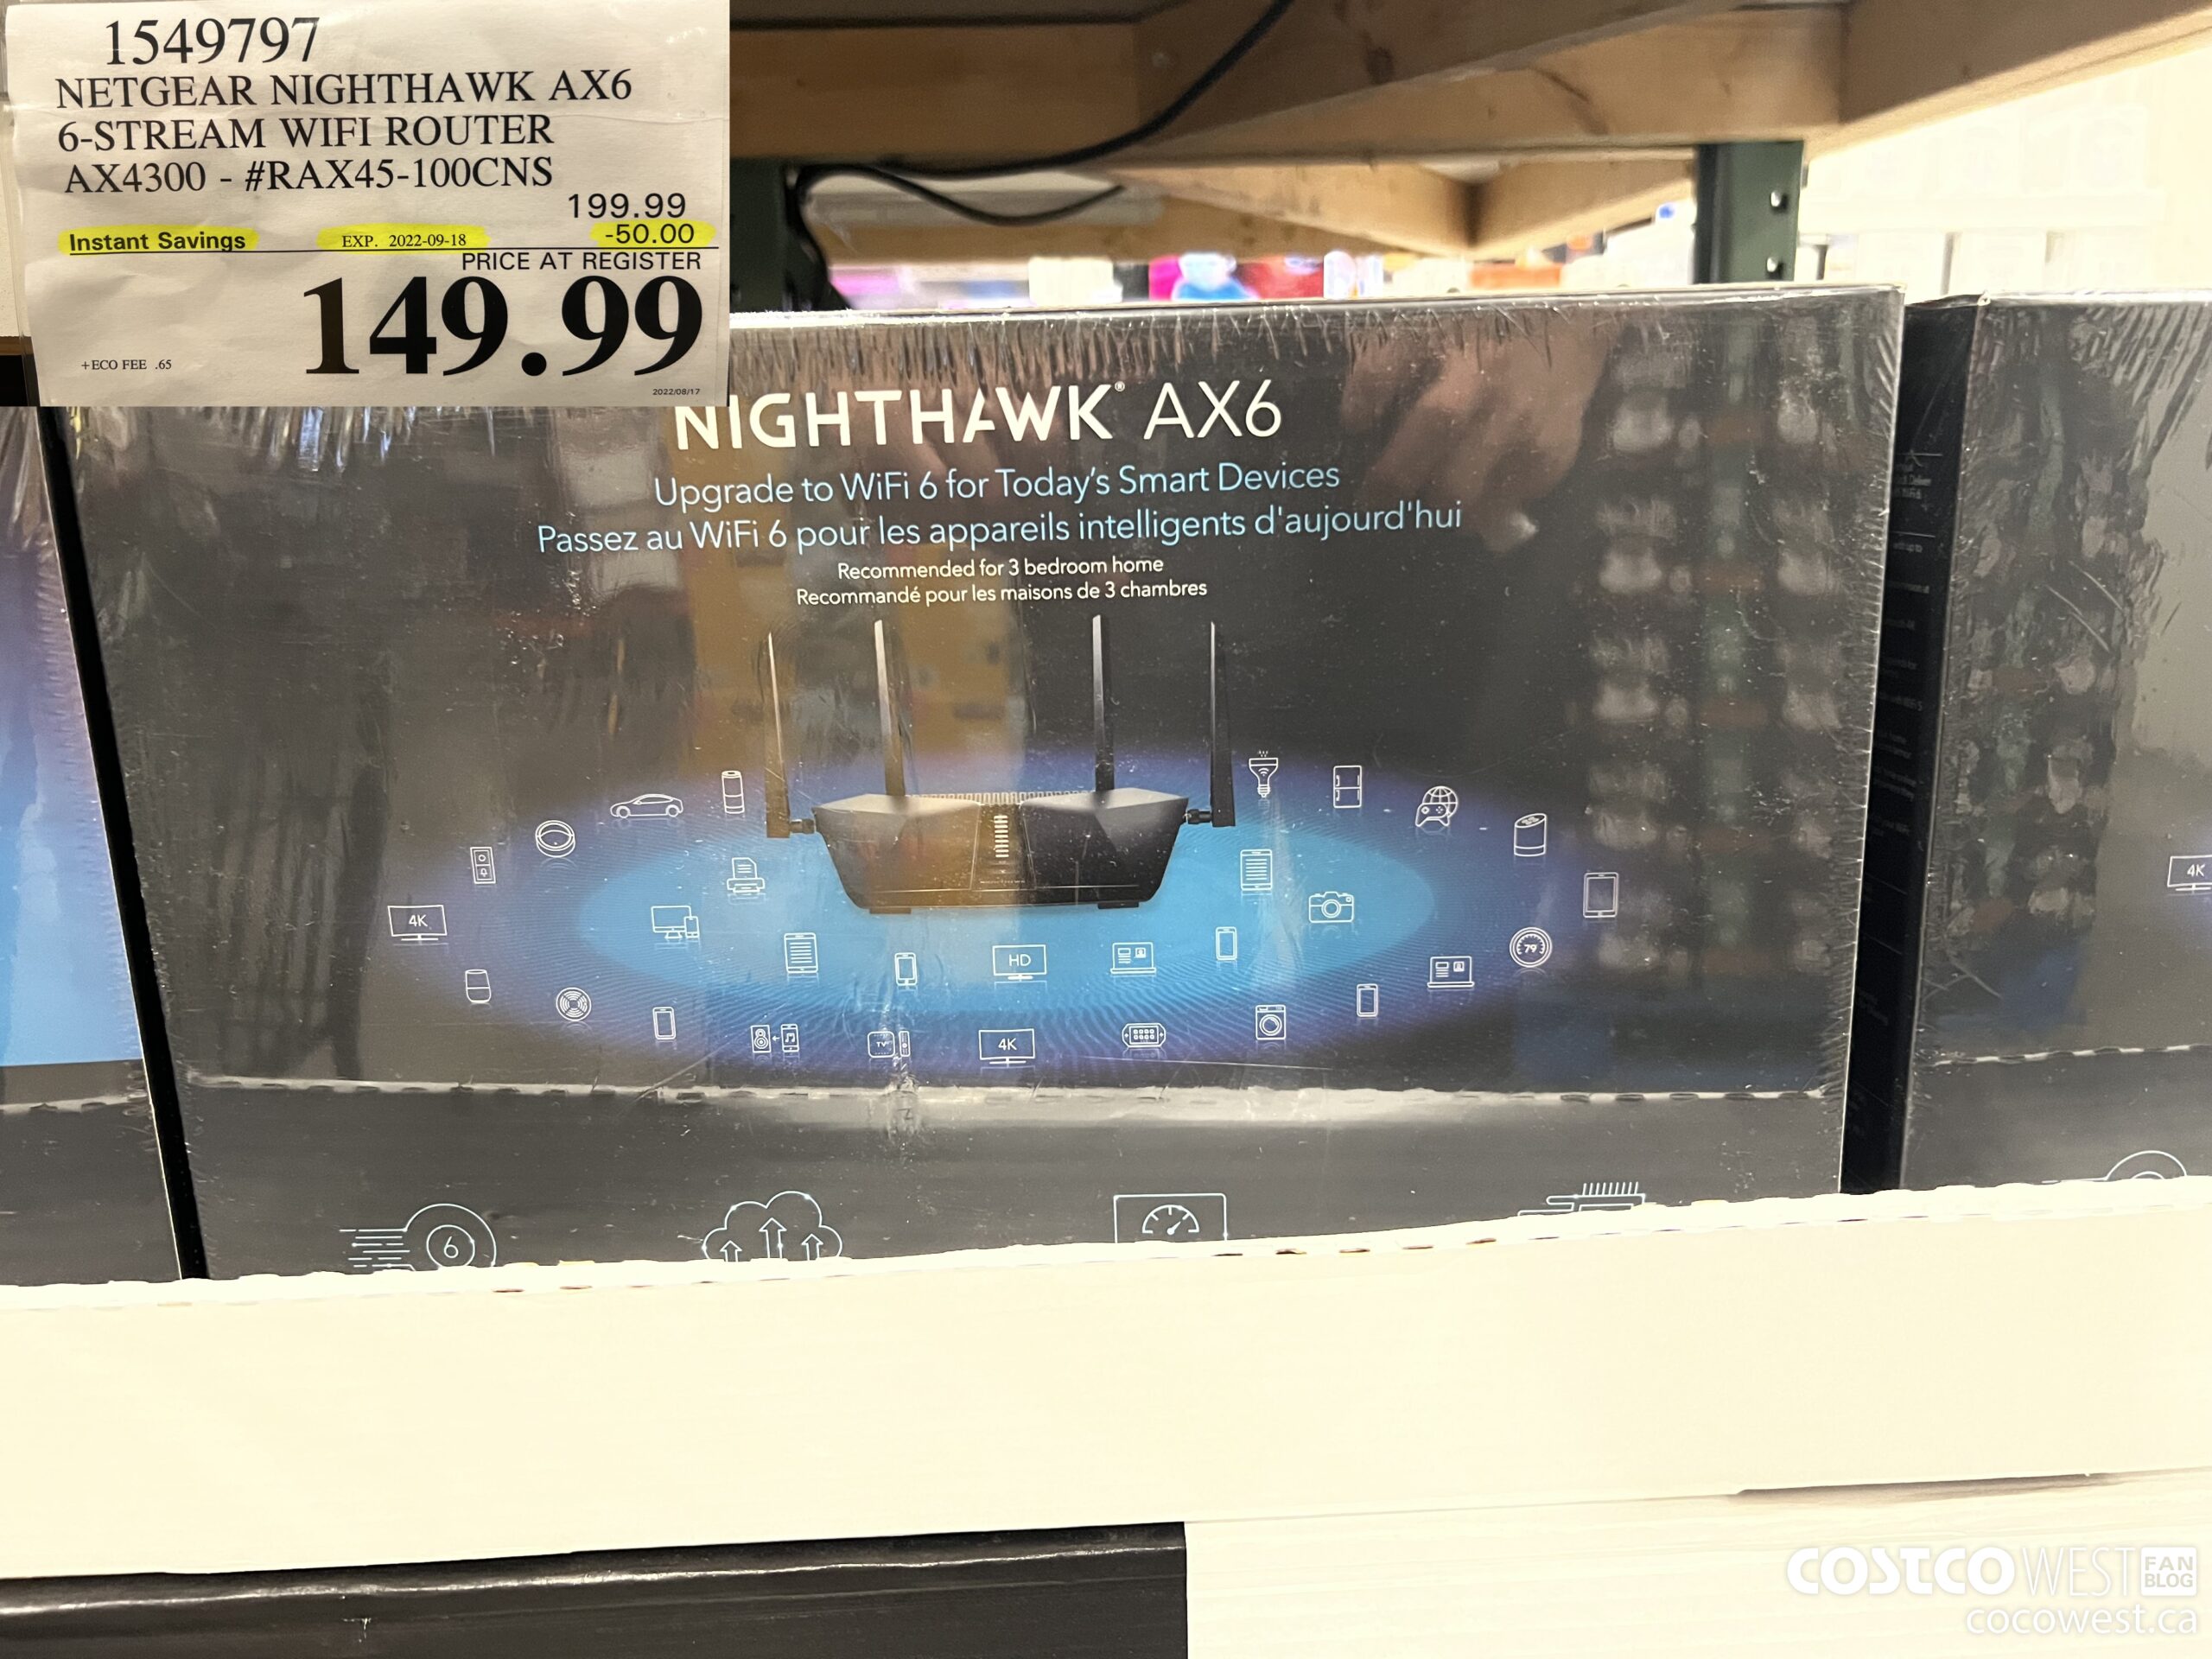 1549797
NETGEAR NIGHTHAWK AX6
6-STREAM WIFI ROUTER
AX4300 - #RAX45-100CNS
199.99
Instant Savings EXP. 2022-09-18 -50.00
PRICE AT REGISTER
149.99
+ECO FEE .65
2022/08/17
NIGHTHAWK® AX6
Upgrade to WiFi 6 for Today's Smart Devices
Passez au WiFi 6 pour les appareils intelligents d'aujourd'hui
Recommended for 3 bedroom home
Recommandé pour les maisons de 3 chambres
4K
HD
79
TV
4K
4K
6
COSTCO WEST FAN BLOG
cocowest.ca